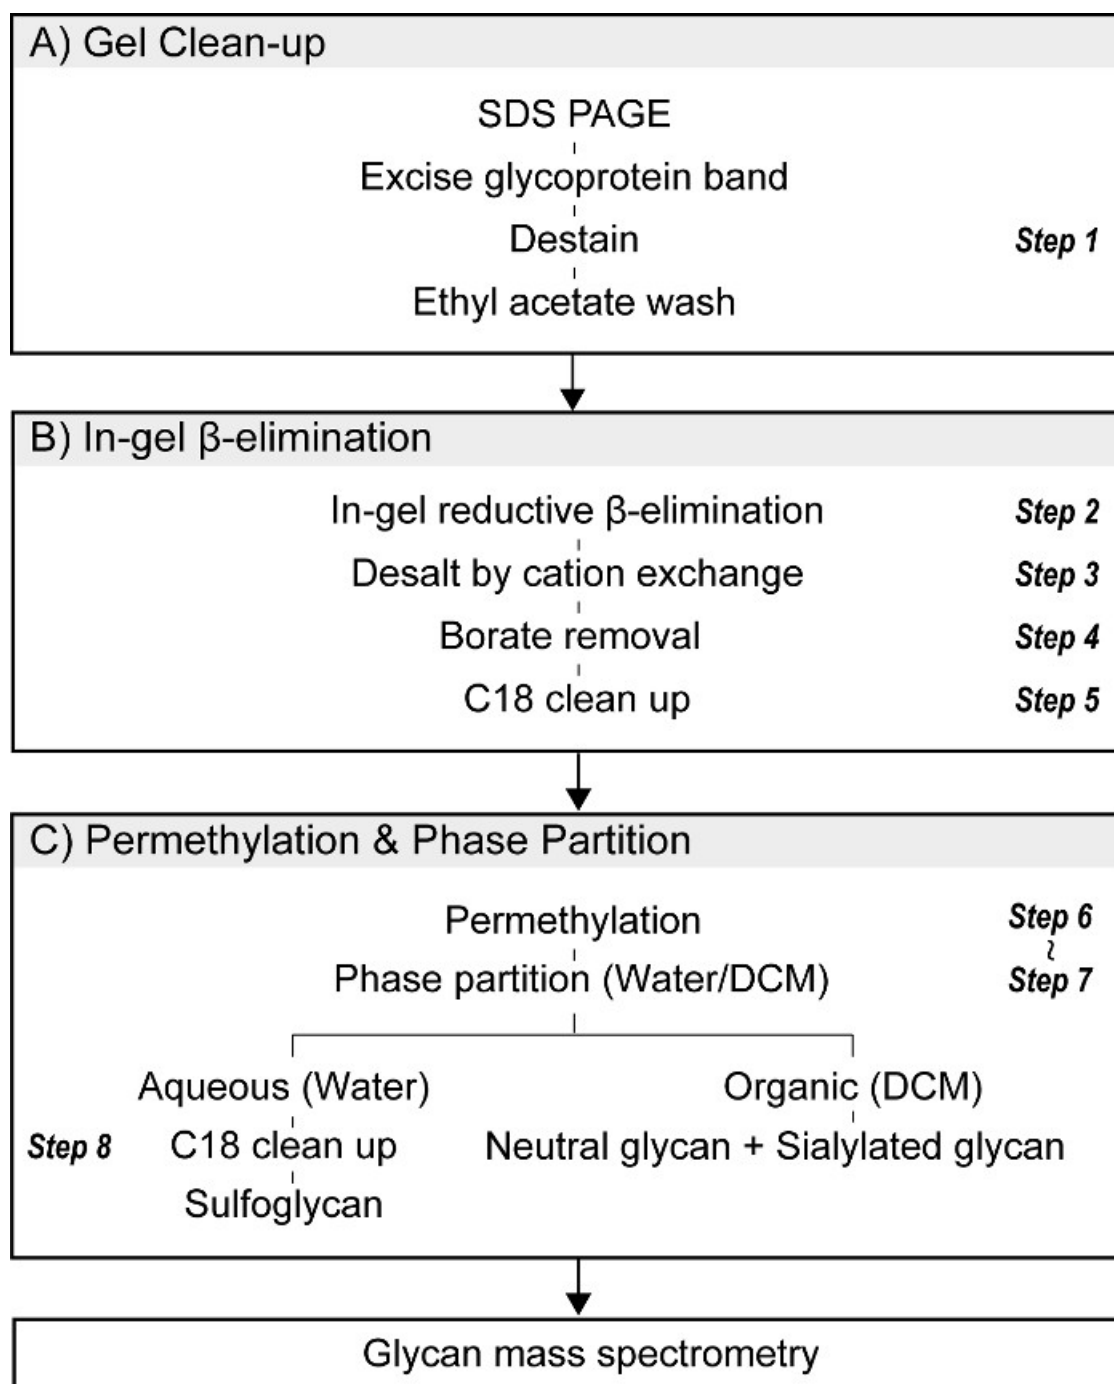 A) Gel Clean-up
SDS PAGE
Excise glycoprotein band
Destain Step 1
Ethyl acetate wash
B) In-gel β-elimination
In-gel reductive β-elimination Step 2
Desalt by cation exchange Step 3
Borate removal Step 4
C18 clean up Step 5
C) Permethylation & Phase Partition
Permethylation Step 6
~
Phase partition (Water/DCM) Step 7
Aqueous (Water) Organic (DCM)
Step 8 C18 clean up Neutral glycan + Sialylated glycan
Sulfoglycan
Glycan mass spectrometry